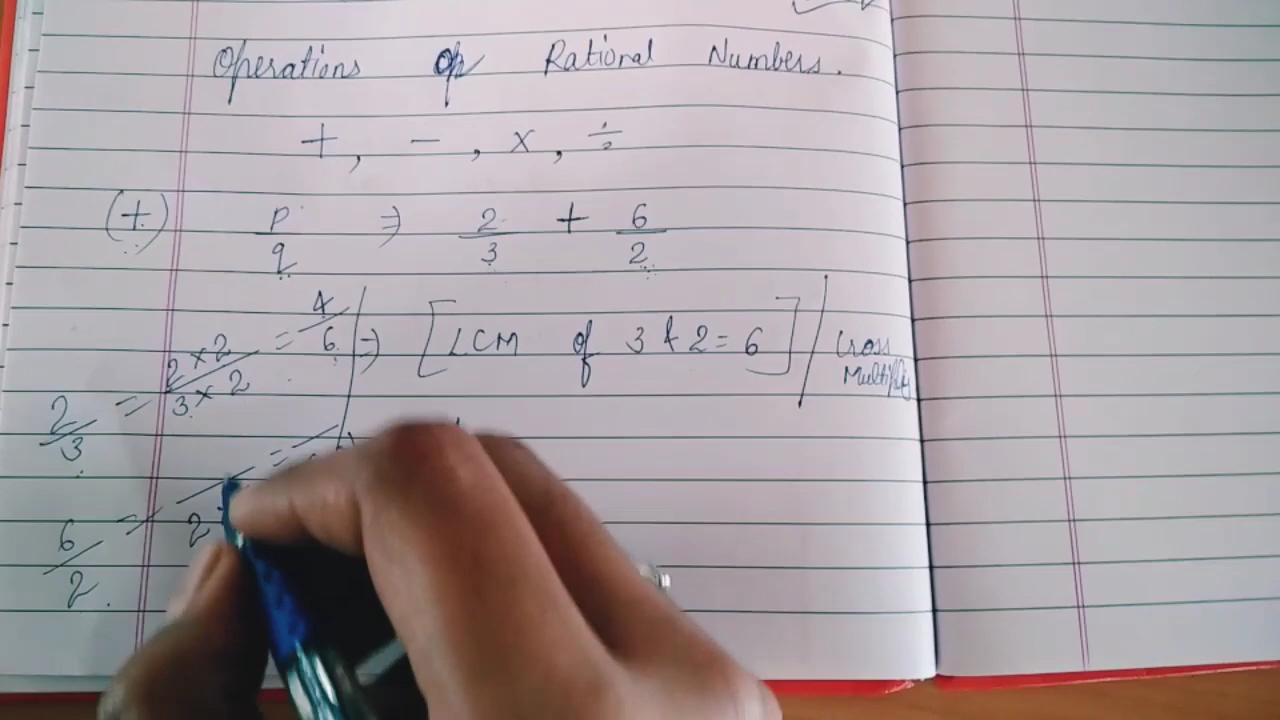 Operations of Rational Numbers.
+, -, x, ÷
(+) p/q ⇒ 2/3 + 6/2
⇒ [LCM of 3 & 2 = 6] / Cross Multiply
2/3 = 2 x 2 / 3 x 2 = 4/6
6/2 = 2